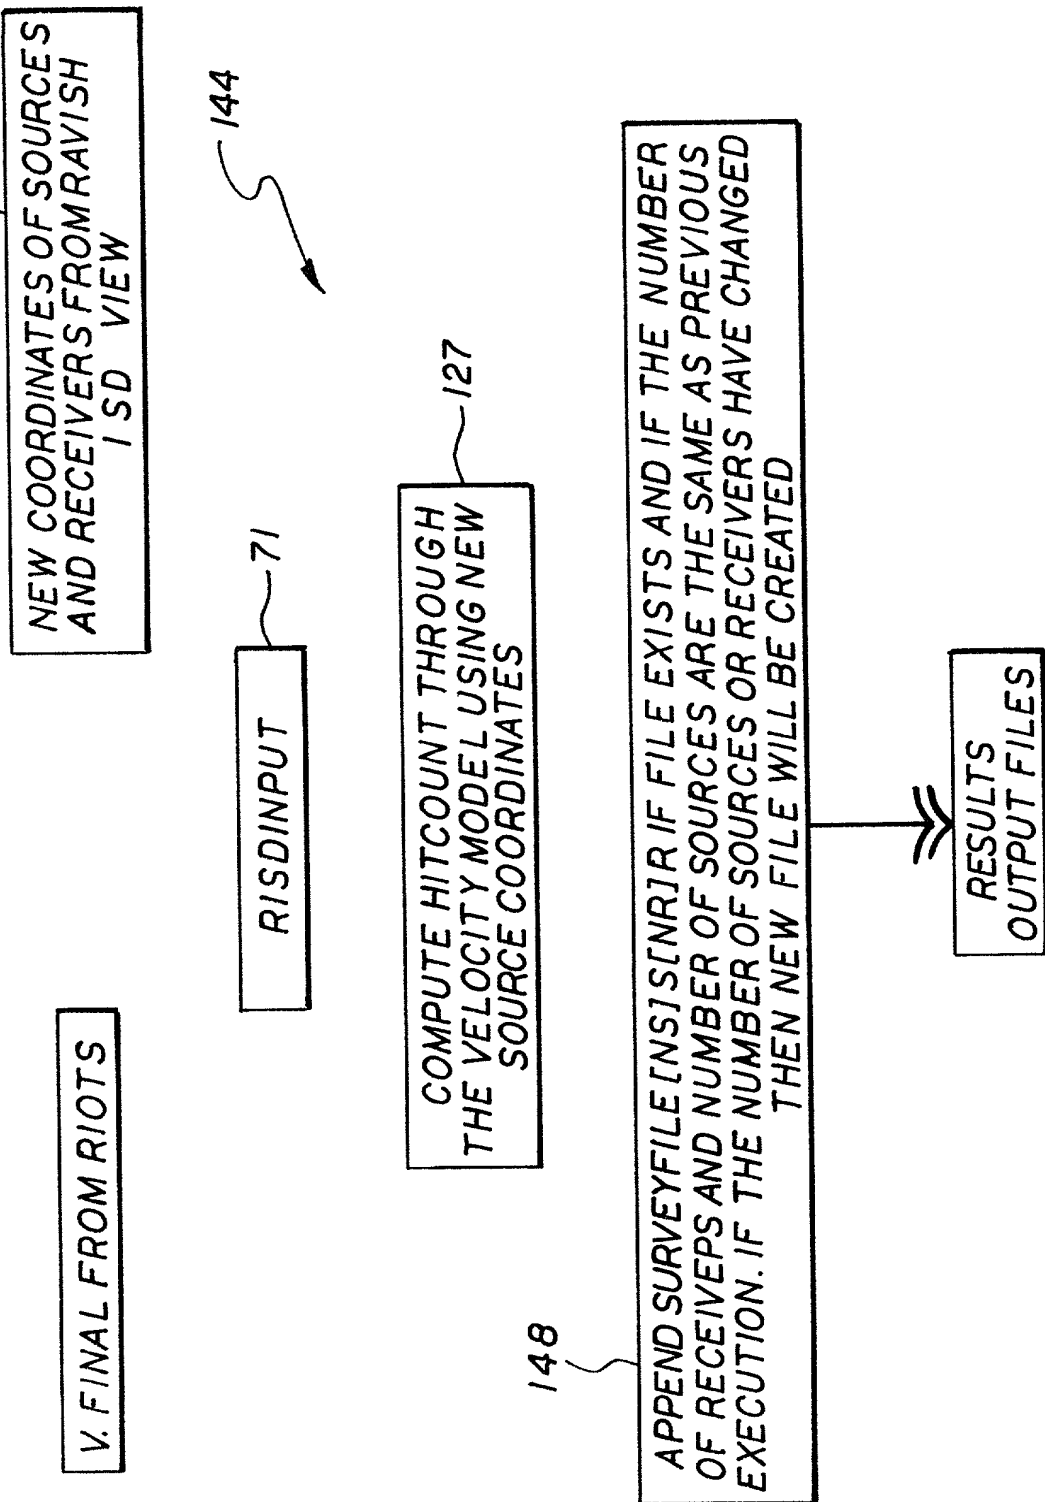 V. FINAL FROM RIOTS
NEW COORDINATES OF SOURCES
AND RECEIVERS FROM RAVISH
ISD VIEW
144
RISDINPUT
71
COMPUTE HITCOUNT THROUGH
THE VELOCITY MODEL USING NEW
SOURCE COORDINATES
127
148
APPEND SURVEYFILE[NS]S[NR]R IF FILE EXISTS AND IF THE NUMBER
OF RECEIVEPS AND NUMBER OF SOURCES ARE THE SAME AS PREVIOUS
EXECUTION. IF THE NUMBER OF SOURCES OR RECEIVERS HAVE CHANGED
THEN NEW FILE WILL BE CREATED
RESULTS
OUTPUT FILES